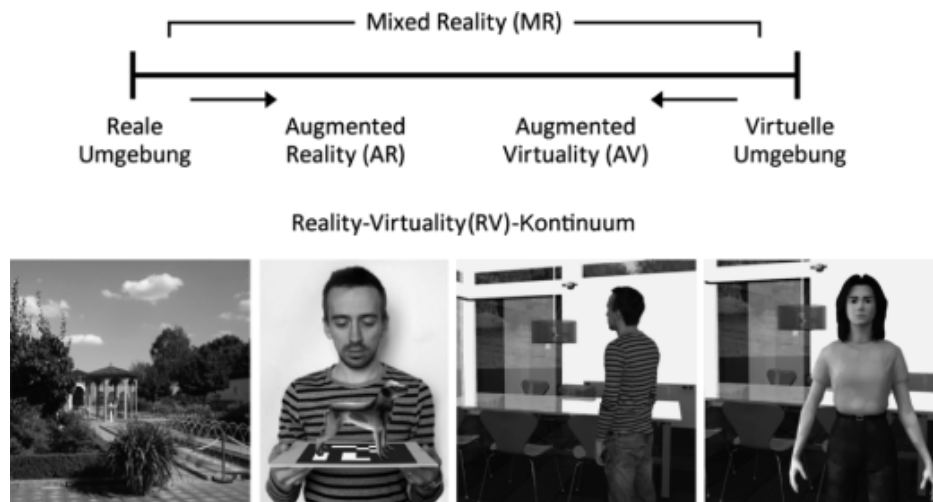 Mixed Reality (MR)
Reale
Umgebung
Augmented
Reality (AR)
Augmented
Virtuality (AV)
Virtuelle
Umgebung
Reality-Virtuality(RV)-Kontinuum